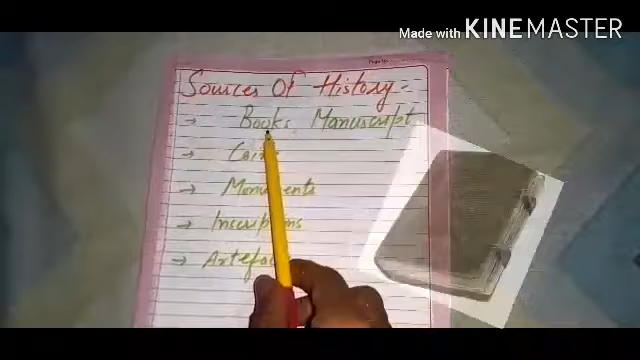 Made with KINEMASTER
Sources Of History -
→ Books Manuscript
→
→ Monuments
→ Inscriptions
→